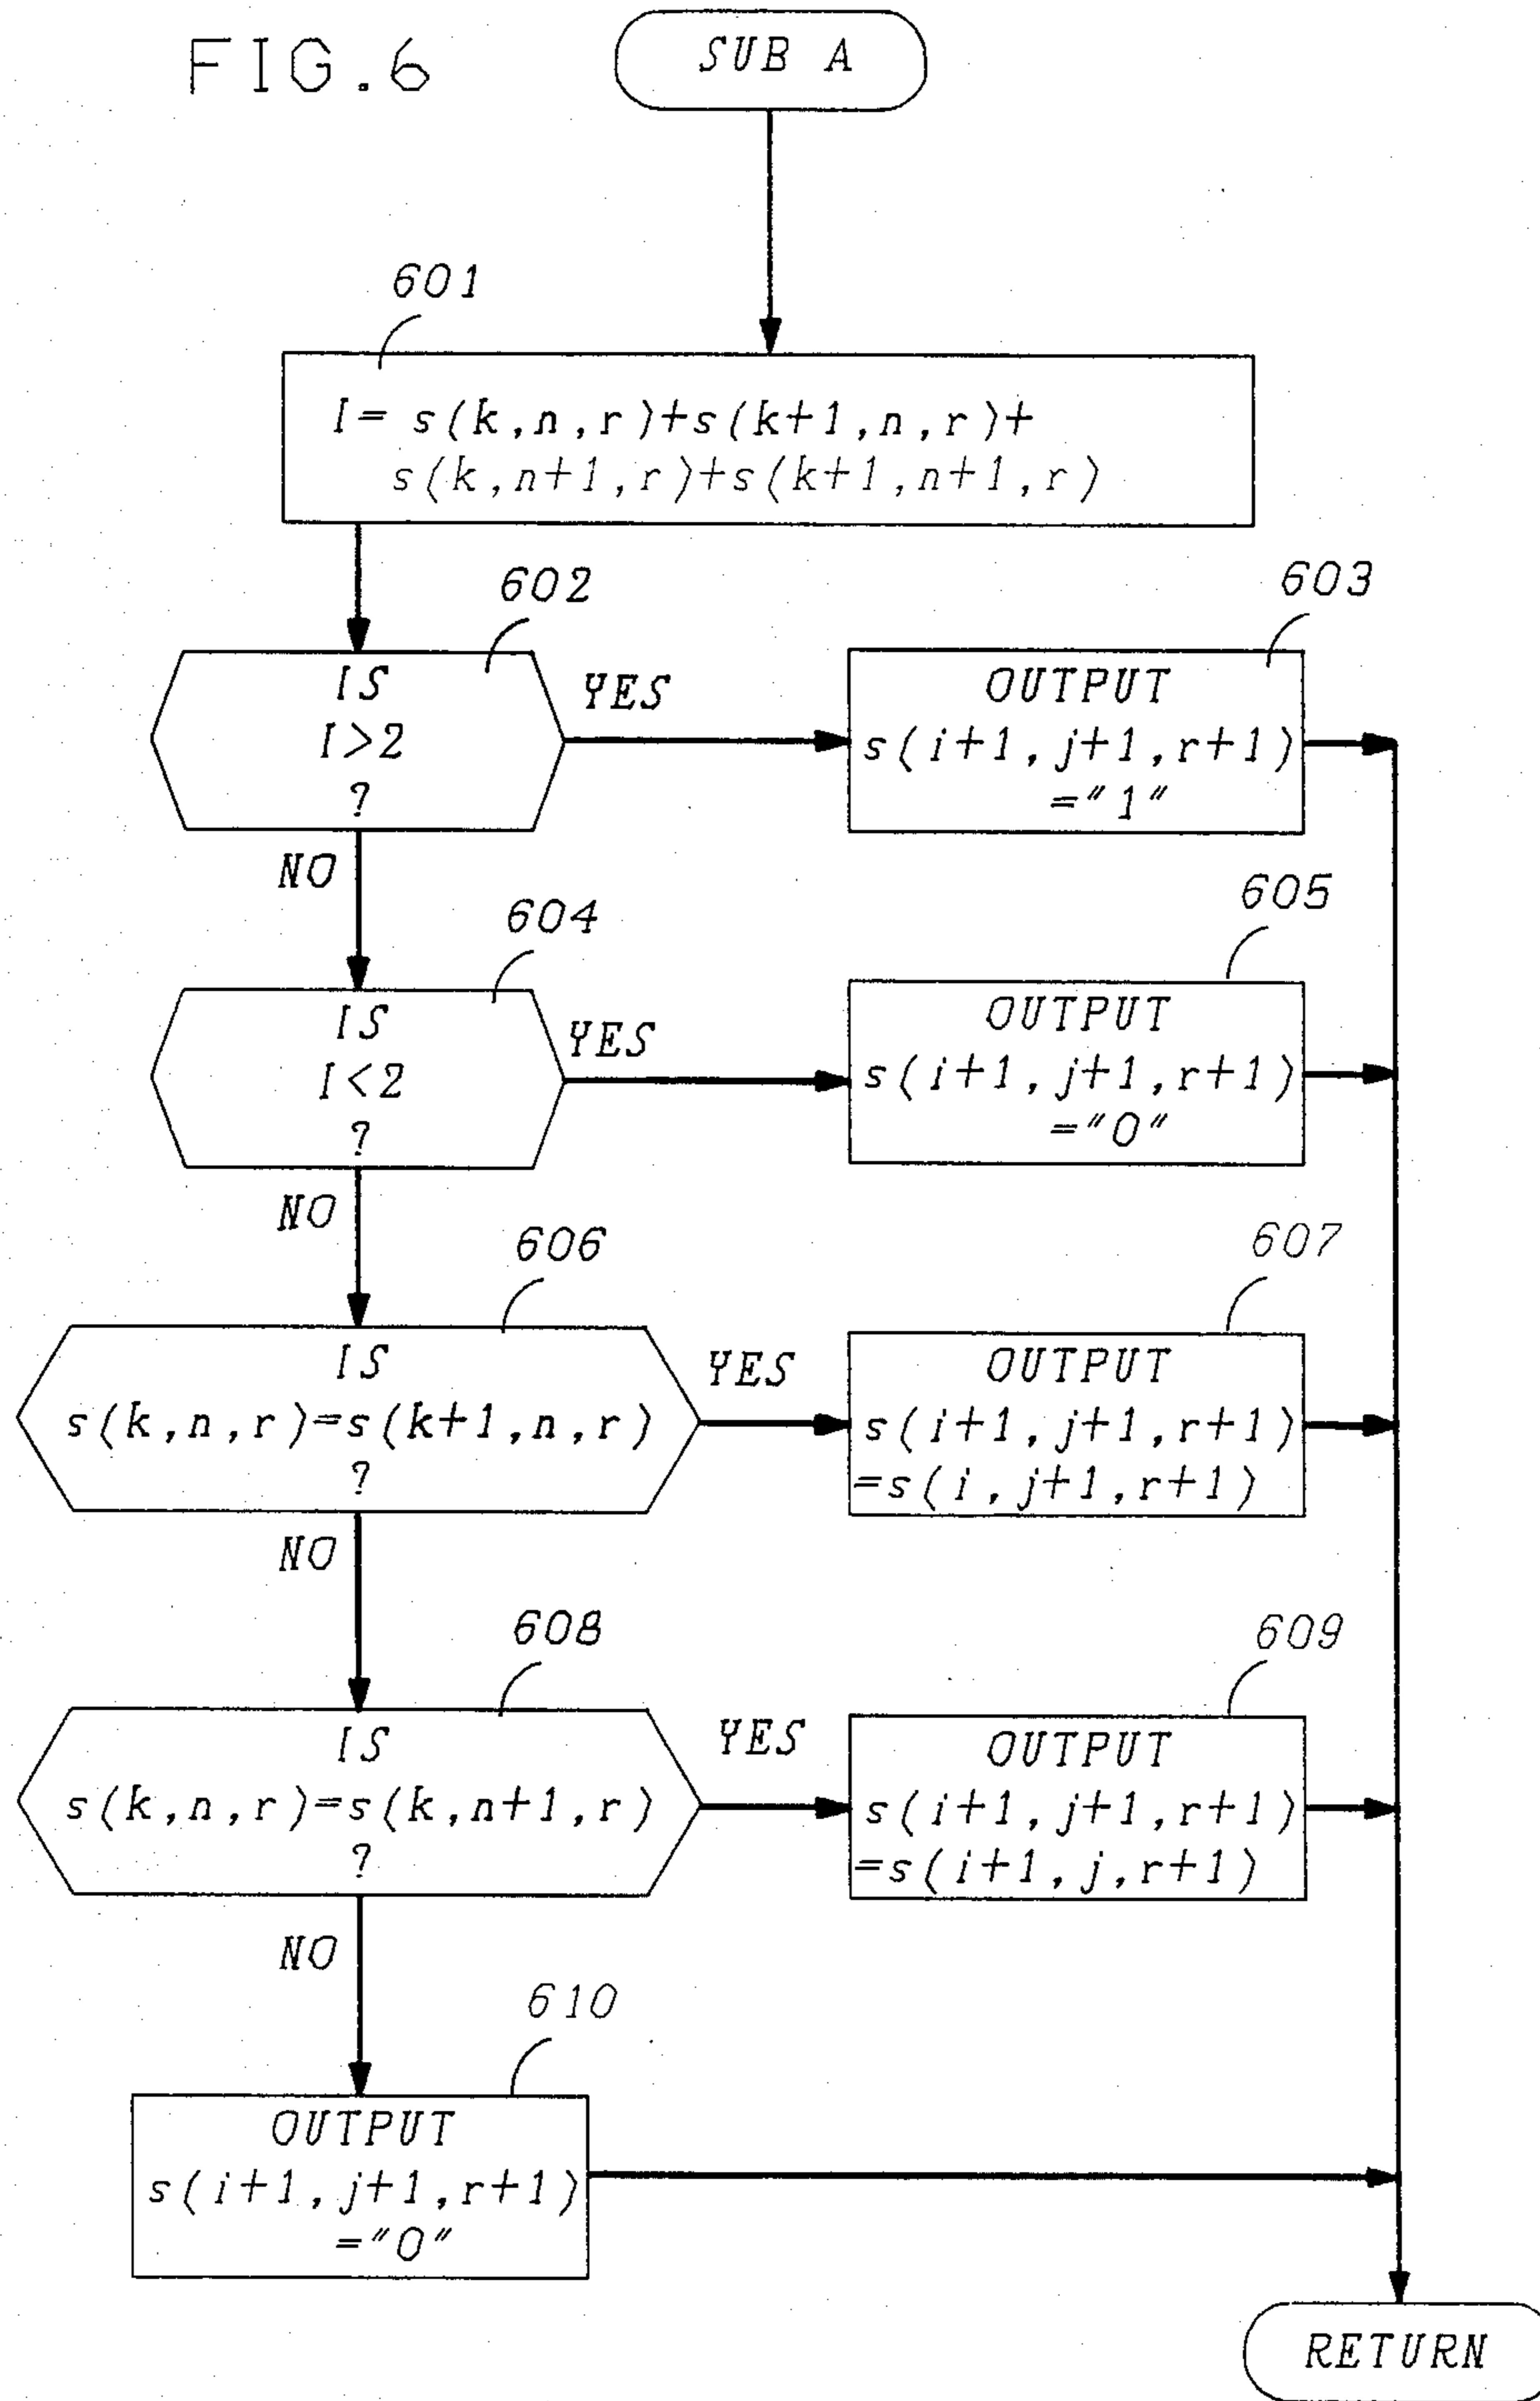 FIG.6
SUB A
601
I= s(k,n,r)+s(k+1,n,r)+
s(k,n+1,r)+s(k+1,n+1,r)
602
IS
I>2
?
YES
603
OUTPUT
s(i+1,j+1,r+1)
="1"
NO
604
IS
I<2
?
YES
605
OUTPUT
s(i+1,j+1,r+1)
="0"
NO
606
IS
s(k,n,r)=s(k+1,n,r)
?
YES
607
OUTPUT
s(i+1,j+1,r+1)
=s(i,j+1,r+1)
NO
608
IS
s(k,n,r)=s(k,n+1,r)
?
YES
609
OUTPUT
s(i+1,j+1,r+1)
=s(i+1,j,r+1)
NO
610
OUTPUT
s(i+1,j+1,r+1)
="0"
RETURN